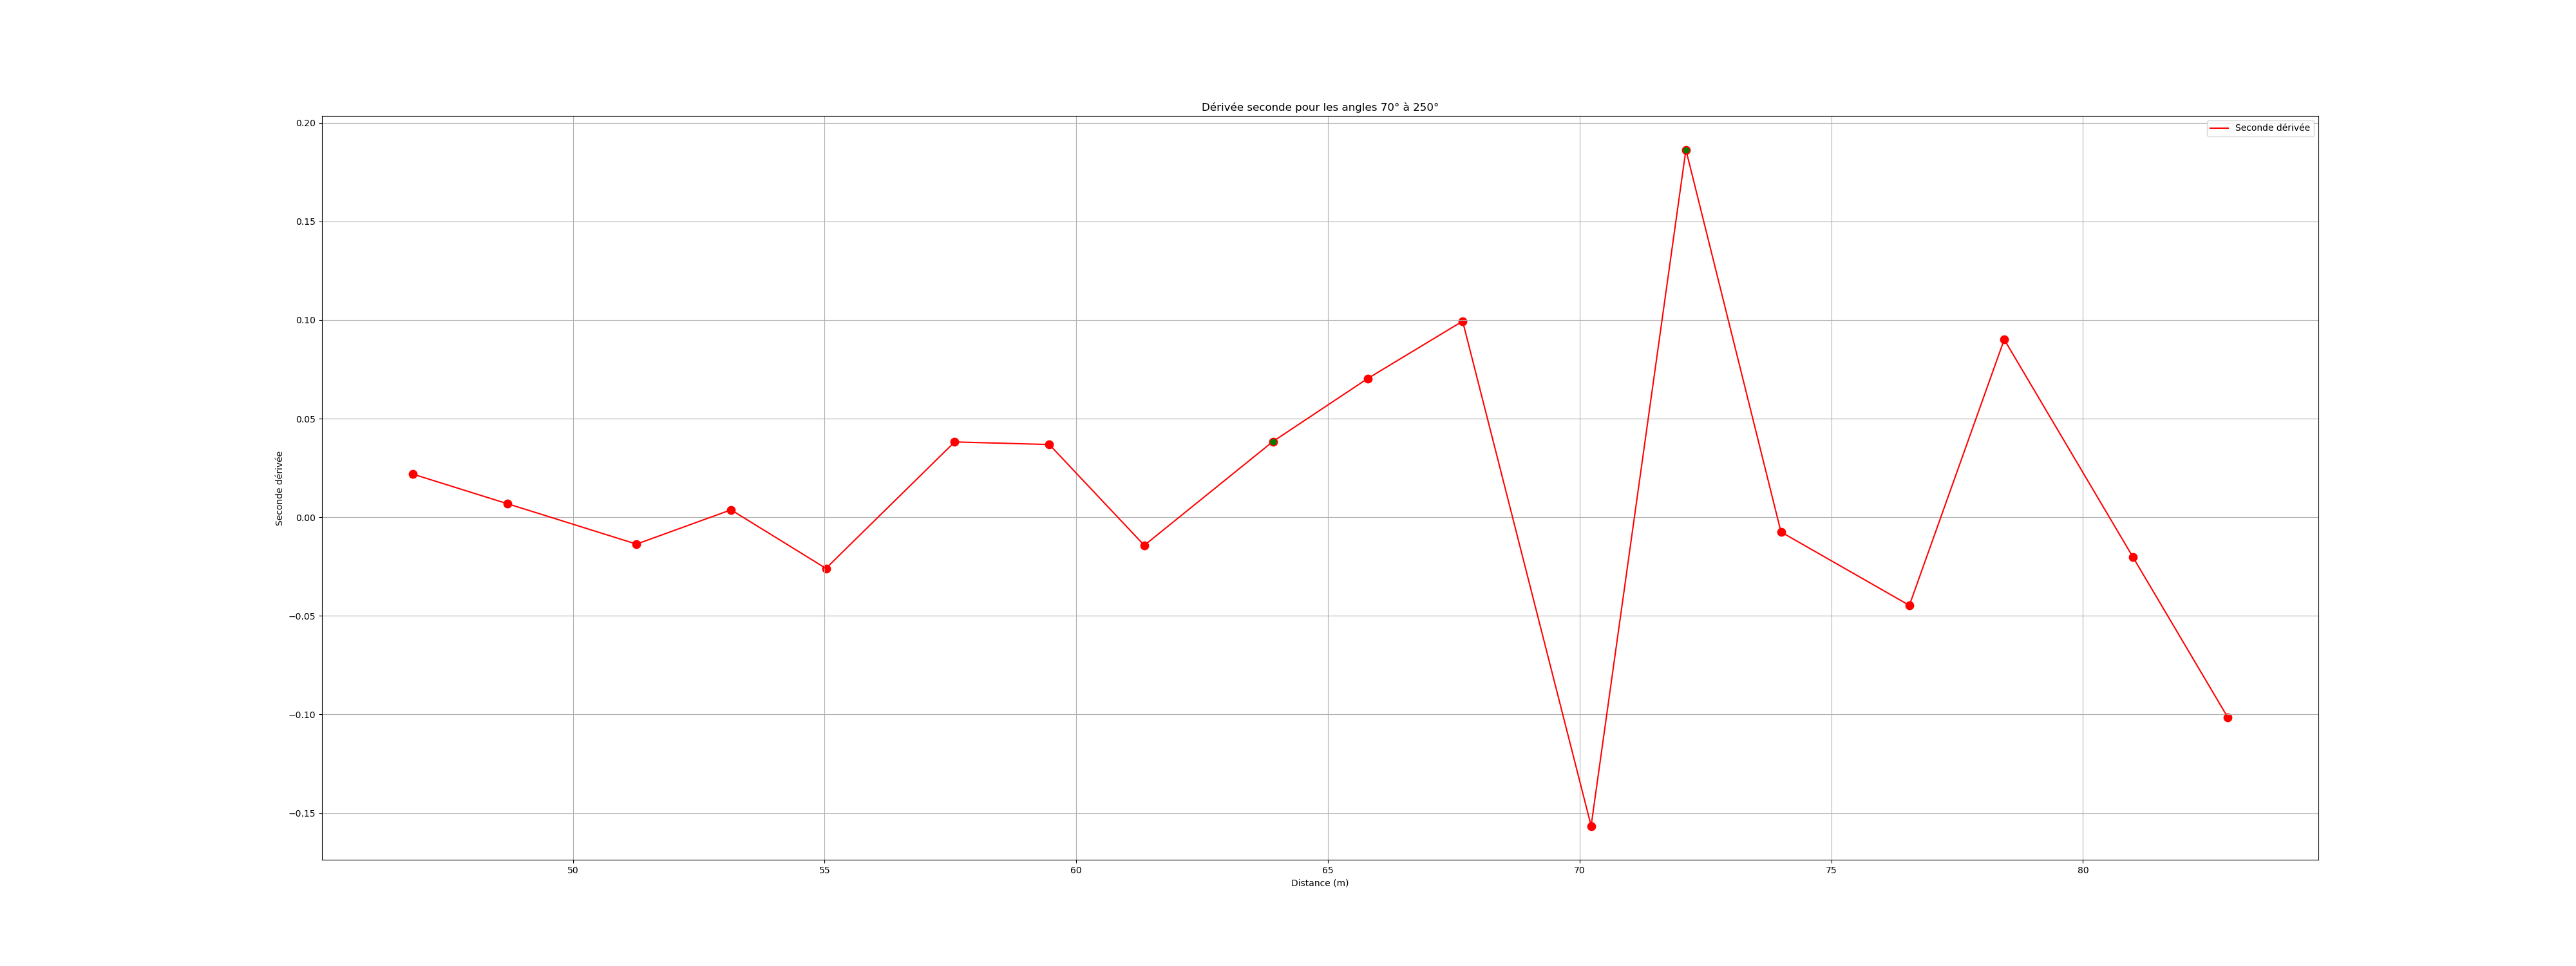 Dérivée seconde pour les angles 70° à 250°
Seconde dérivée
0.20
0.15
0.10
0.05
0.00
−0.05
−0.10
−0.15
Seconde dérivée
50 55 60 65 70 75 80
Distance (m)